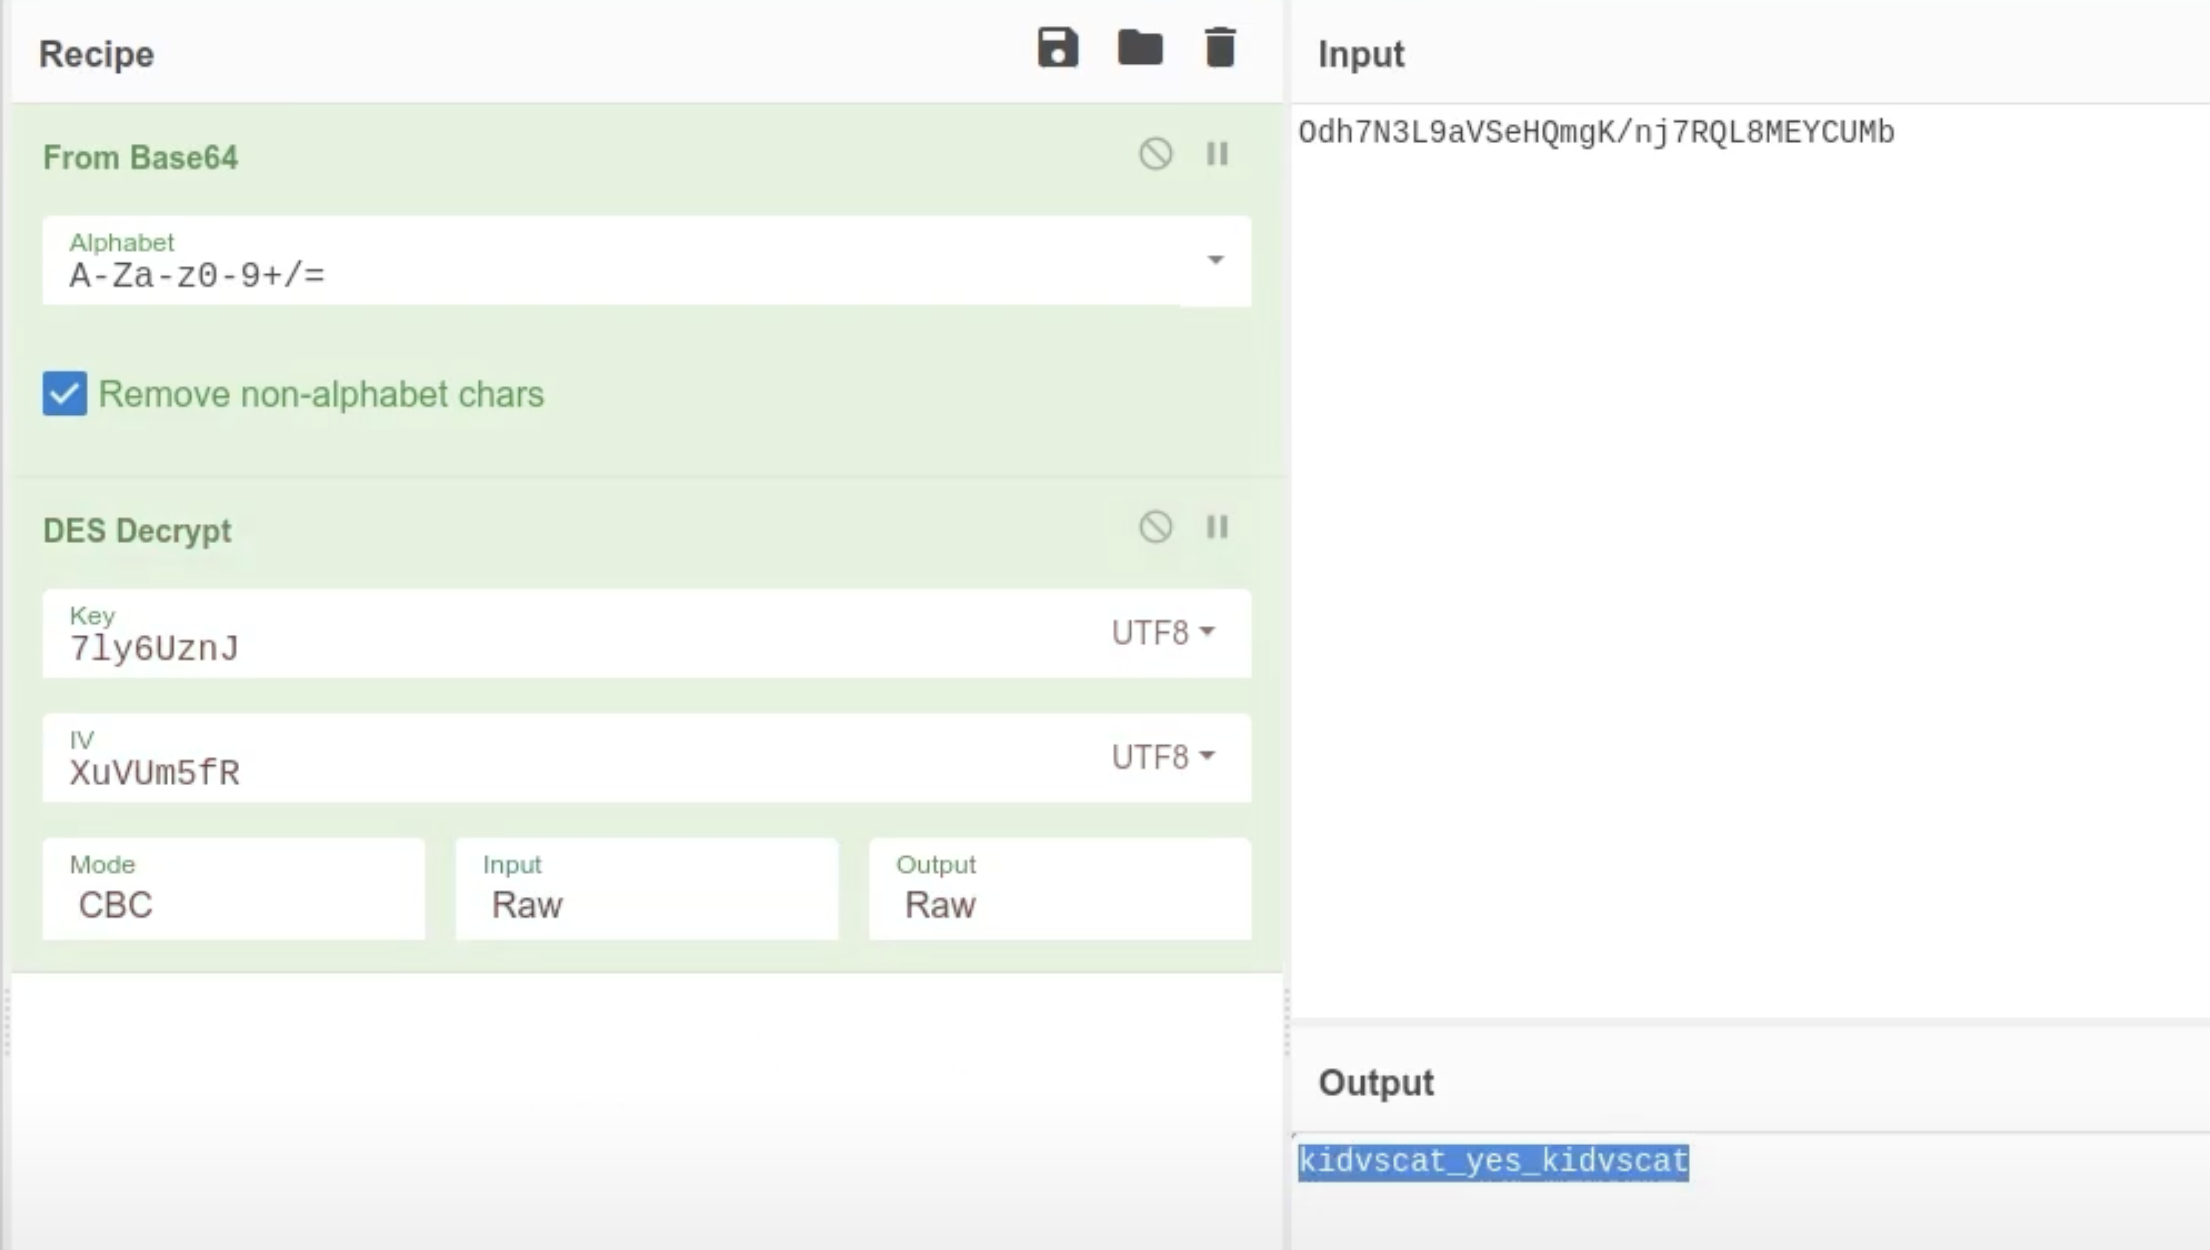 Recipe
From Base64
Alphabet
A-Za-z0-9+/=
Remove non-alphabet chars
DES Decrypt
Key
7ly6UznJ
UTF8
IV
XuVUm5fR
UTF8
Mode
CBC
Input
Raw
Output
Raw
Input
Odh7N3L9aVSeHQmgK/nj7RQL8MEYCUMb
Output
kidvscat_yes_kidvscat